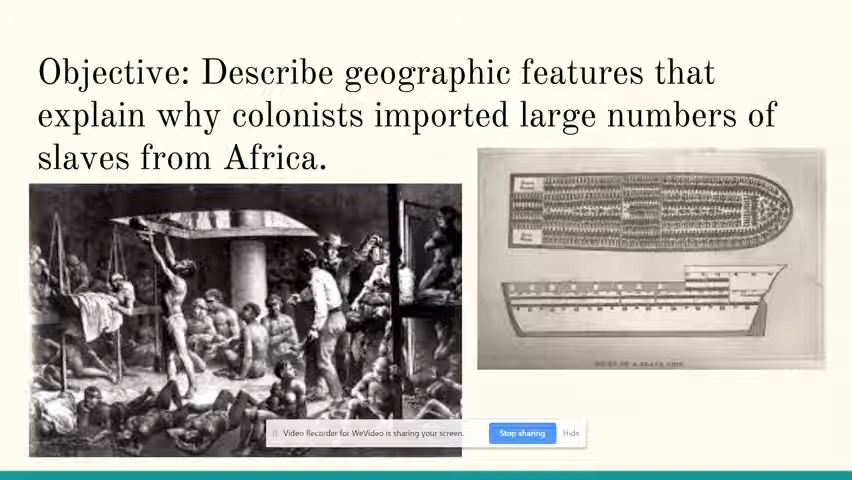 Objective: Describe geographic features that
explain why colonists imported large numbers of
slaves from Africa.
Video Recorder for WeVideo is sharing your screen.
Stop sharing
Hide